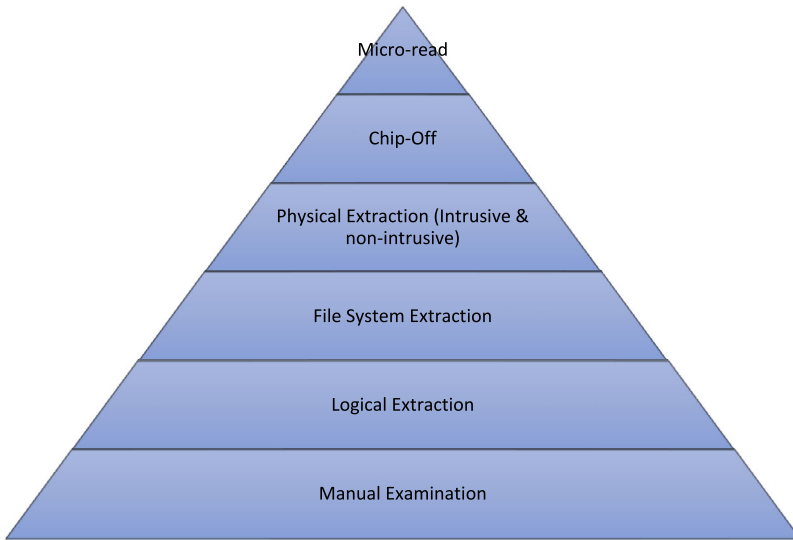 Micro-read
Chip-Off
Physical Extraction (Intrusive &
non-intrusive)
File System Extraction
Logical Extraction
Manual Examination